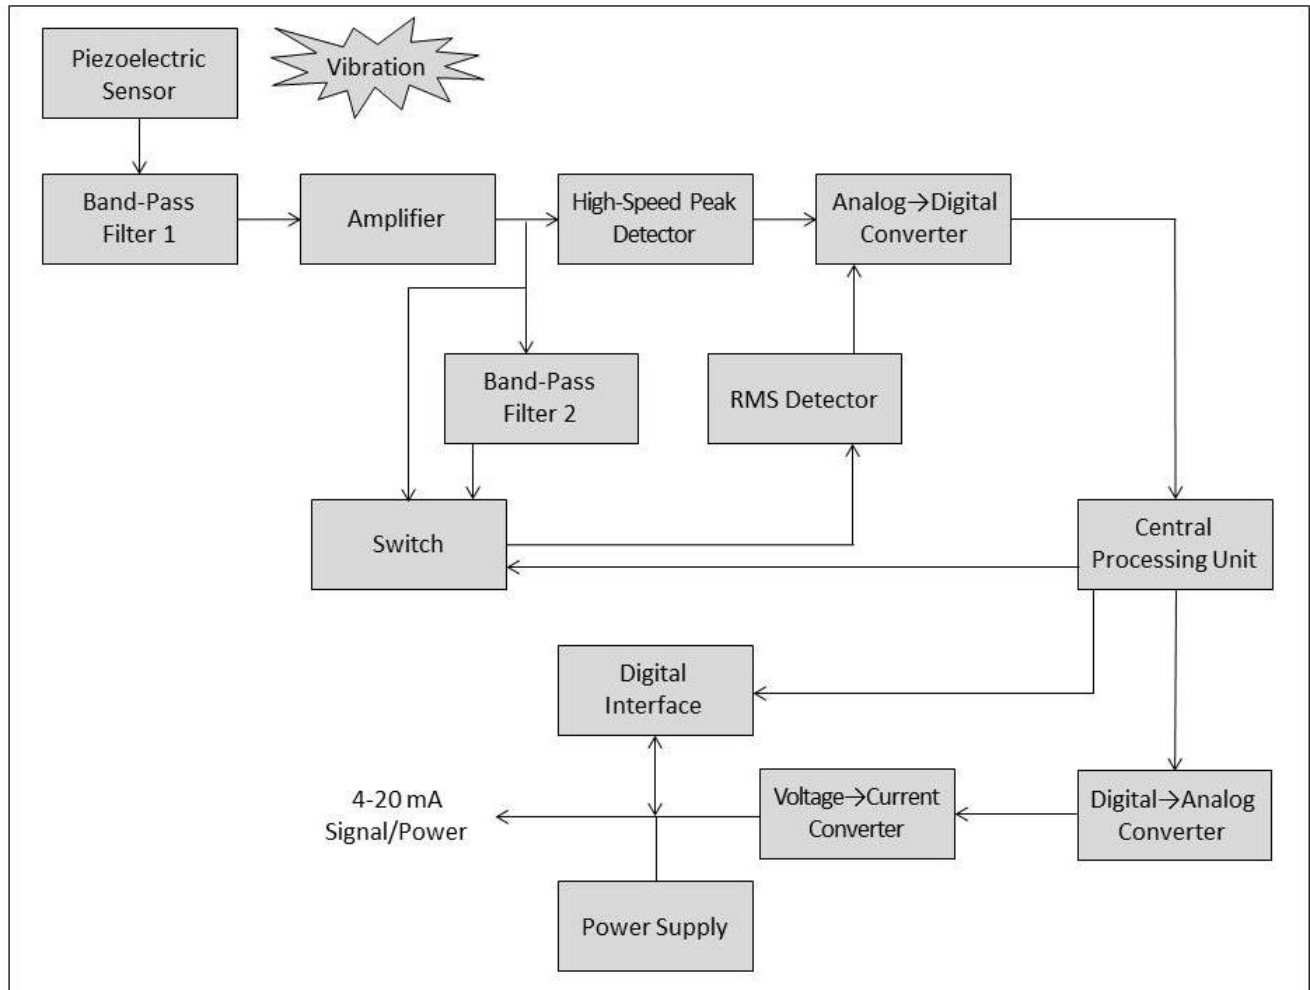 Piezoelectric
Sensor
Vibration
Band-Pass
Filter 1
Amplifier
High-Speed Peak
Detector
Analog→Digital
Converter
Band-Pass
Filter 2
RMS Detector
Switch
Central
Processing Unit
Digital
Interface
4-20 mA
Signal/Power
Voltage→Current
Converter
Digital→Analog
Converter
Power Supply